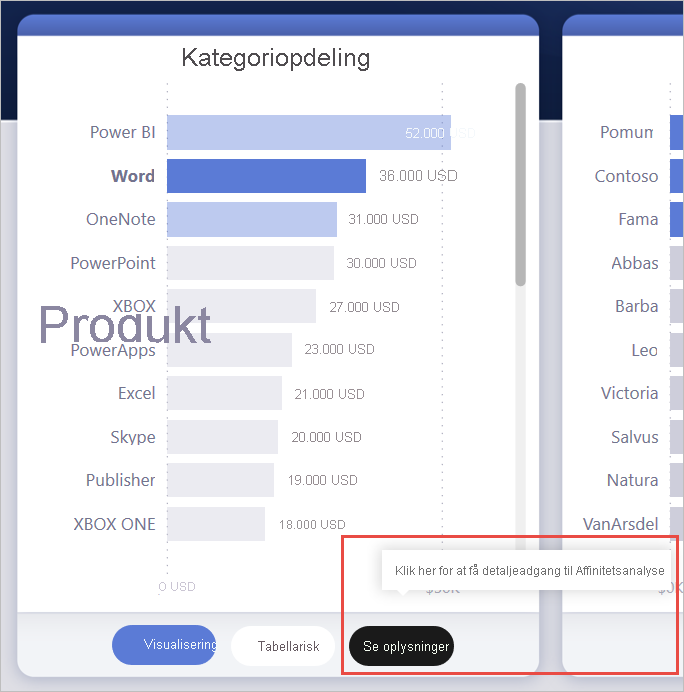 Kategoriopdeling
Power BI 52.000 USD
Word 36.000 USD
OneNote 31.000 USD
PowerPoint 30.000 USD
XBOX 27.000 USD
Produkt
PowerApps 23.000 USD
Excel 21.000 USD
Skype 20.000 USD
Publisher 19.000 USD
XBOX ONE 18.000 USD
0 USD
Klik her for at få detaljeadgang til Affinitetsanalyse
Visualisering
Tabellarisk
Se oplysninger
Pomum
Contoso
Fama
Abbas
Barba
Leo
Victoria
Salvus
Natura
VanArsdel